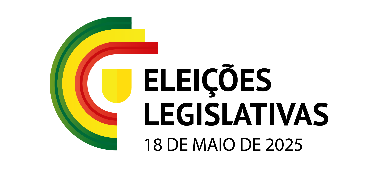 ELEIÇÕES
LEGISLATIVAS
18 DE MAIO DE 2025